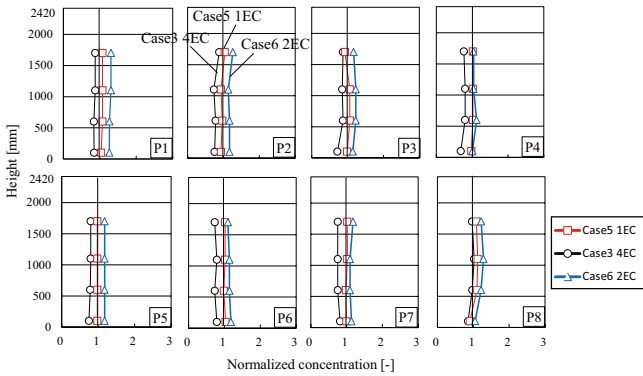 2420
2000
1500
1000
500
0
Case5 1EC
Case3 4EC
Case6 2EC
P1
P2
P3
P4
Height [mm]
2420
2000
1500
1000
500
0
P5
P6
P7
P8
Case5 1EC
Case3 4EC
Case6 2EC
0 1 2 3 0 1 2 3 0 1 2 3 0 1 2 3
Normalized concentration [-]